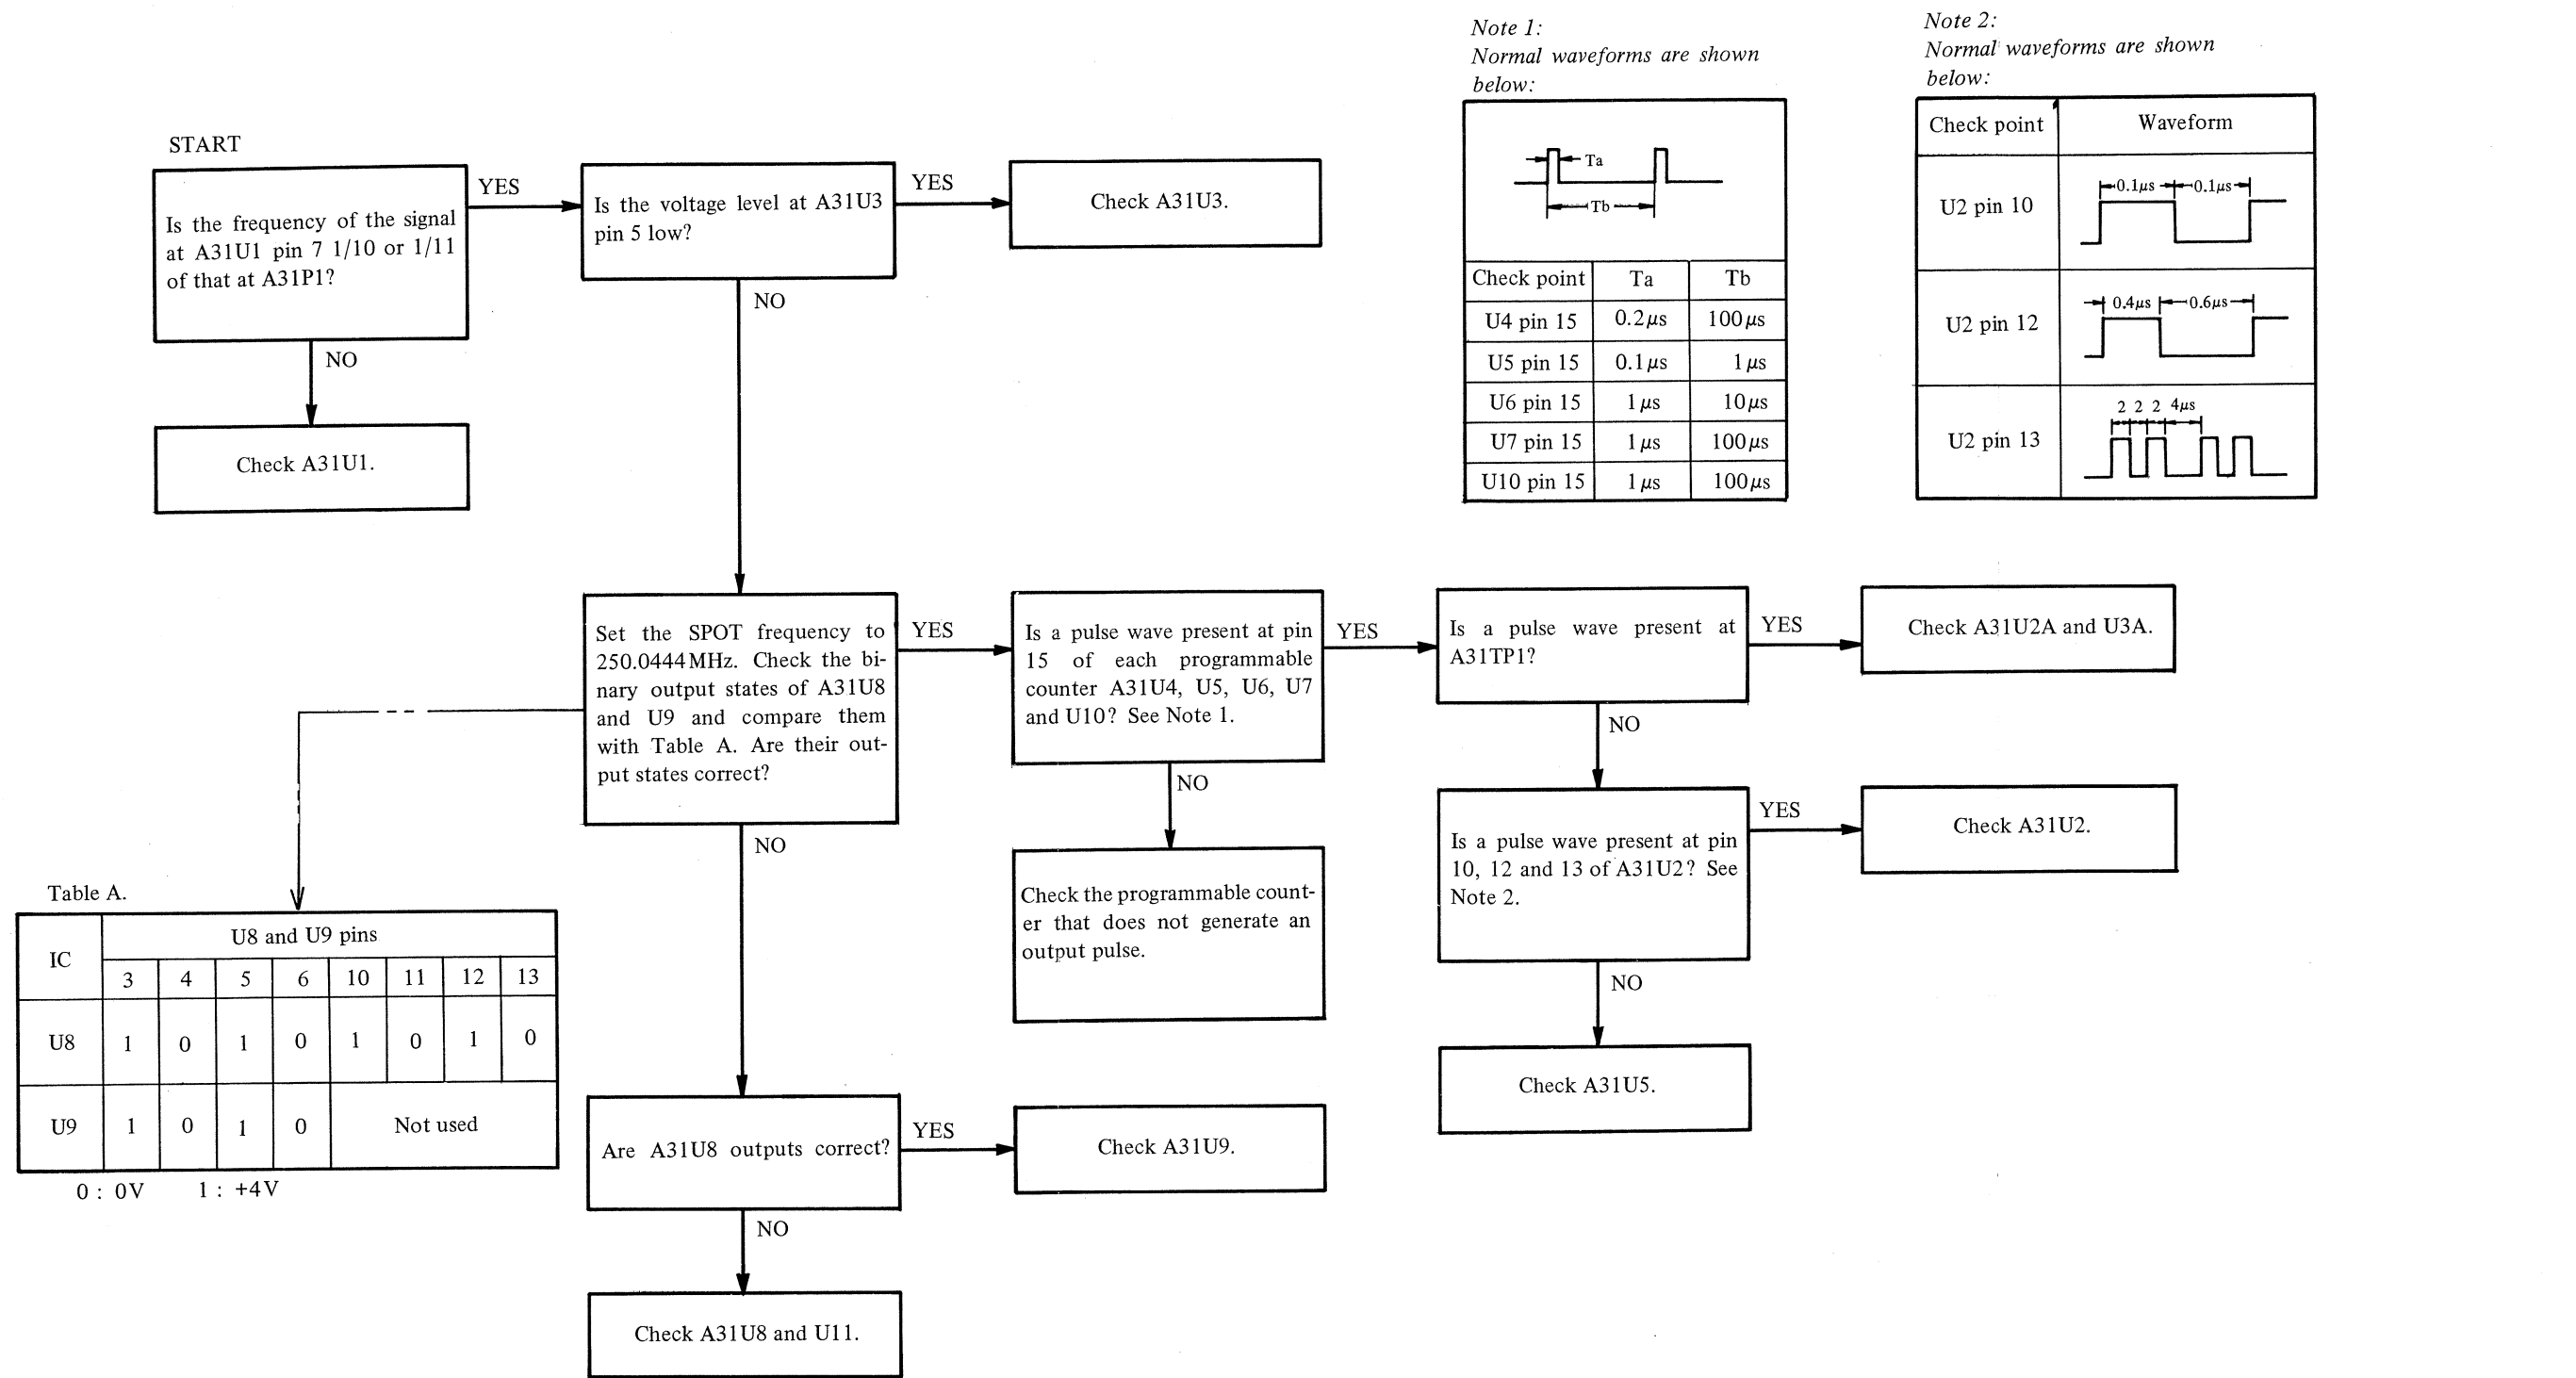 START
Is the frequency of the signal
at A31U1 pin 7 1/10 or 1/11
of that at A31P1?
YES
NO
Check A31U1.
Is the voltage level at A31U3
pin 5 low?
YES
NO
Check A31U3.
Note 1:
Normal waveforms are shown
below:
Ta
Tb
Check point Ta Tb
U4 pin 15 0.2μs 100μs
U5 pin 15 0.1μs 1μs
U6 pin 15 1μs 10μs
U7 pin 15 1μs 100μs
U10 pin 15 1μs 100μs
Note 2:
Normal waveforms are shown
below:
Check point Waveform
U2 pin 10 0.1μs 0.1μs
U2 pin 12 0.4μs 0.6μs
U2 pin 13 2 2 2 4μs
Set the SPOT frequency to
250.0444MHz. Check the bi-
nary output states of A31U8
and U9 and compare them
with Table A. Are their out-
put states correct?
YES
NO
Is a pulse wave present at pin
15 of each programmable
counter A31U4, U5, U6, U7
and U10? See Note 1.
YES
NO
Check the programmable count-
er that does not generate an
output pulse.
Is a pulse wave present at
A31TP1?
YES
NO
Check A31U2A and U3A.
Is a pulse wave present at pin
10, 12 and 13 of A31U2? See
Note 2.
YES
NO
Check A31U2.
Check A31U5.
Table A.
IC U8 and U9 pins
3 4 5 6 10 11 12 13
U8 1 0 1 0 1 0 1 0
U9 1 0 1 0 Not used
0 : 0V 1 : +4V
Are A31U8 outputs correct?
YES
NO
Check A31U9.
Check A31U8 and U11.